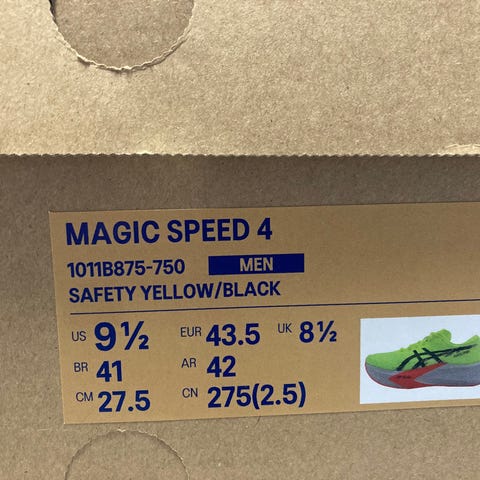 MAGIC SPEED 4
1011B875-750 MEN
SAFETY YELLOW/BLACK
US 9½ EUR 43.5 UK 8½
BR 41 AR 42
CM 27.5 CN 275(2.5)